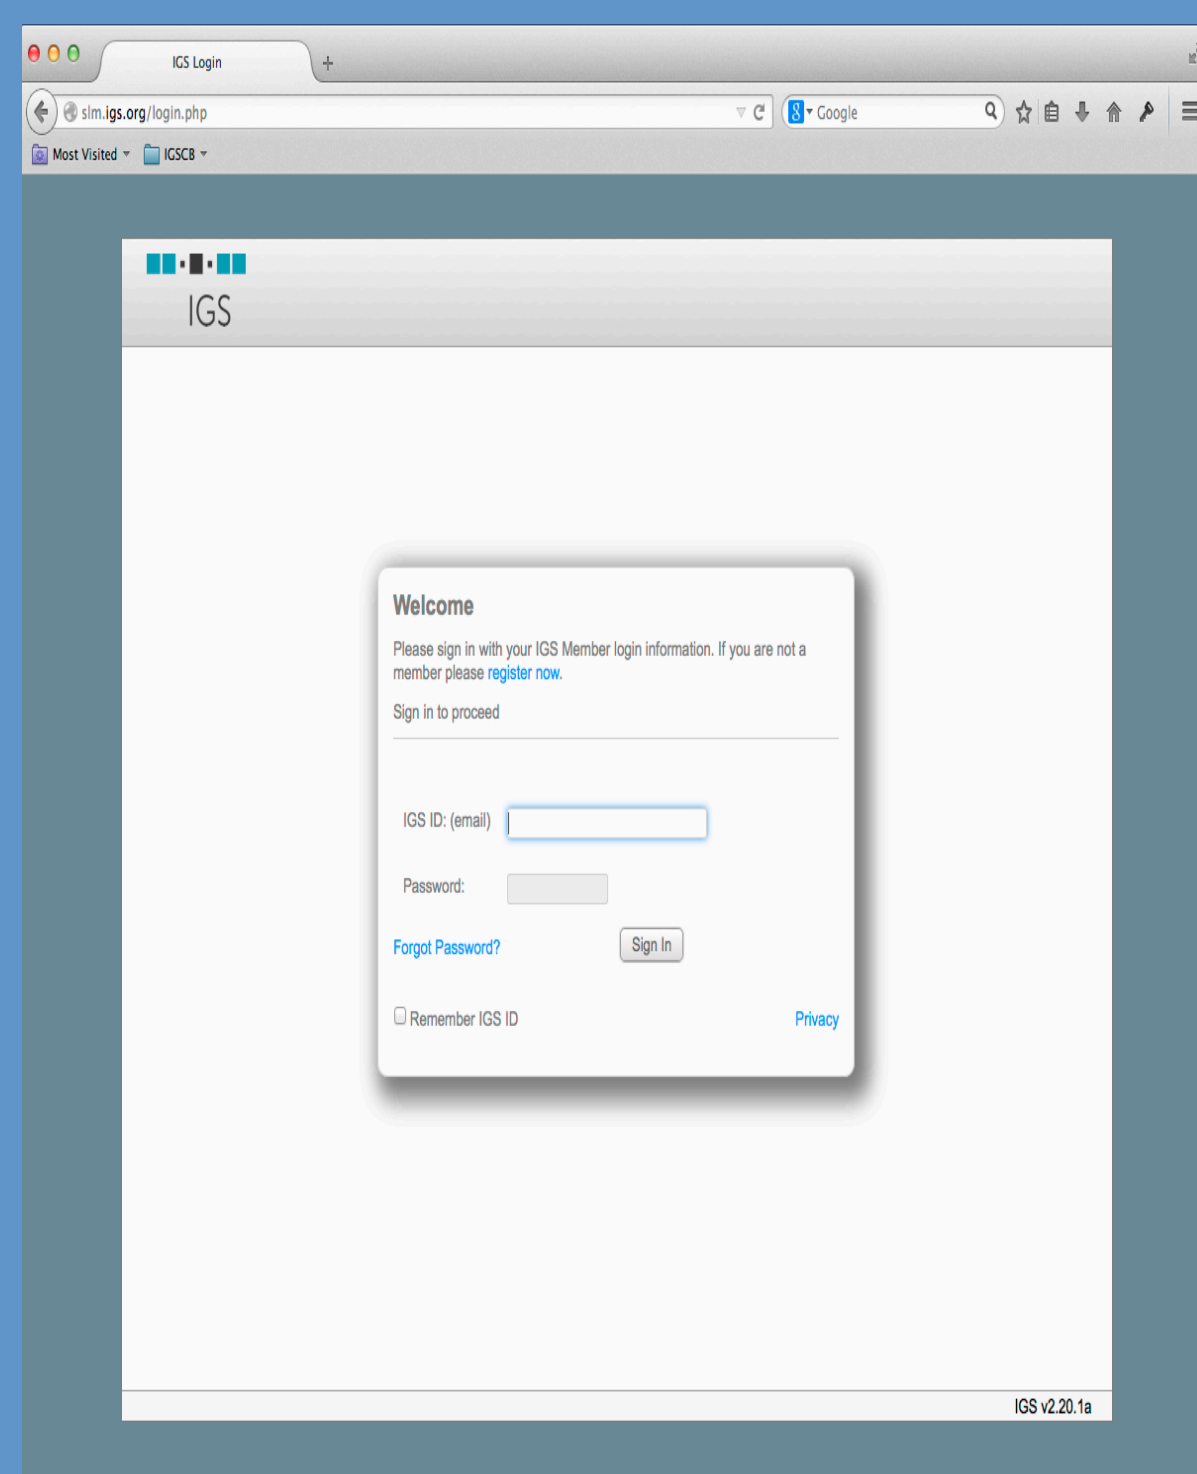 IGS Login
slm.igs.org/login.php
Google
Most Visited
IGSCB
IGS
Welcome
Please sign in with your IGS Member login information. If you are not a
member please register now.
Sign in to proceed
IGS ID: (email)
Password:
Forgot Password?
Sign In
Remember IGS ID
Privacy
IGS v2.20.1a